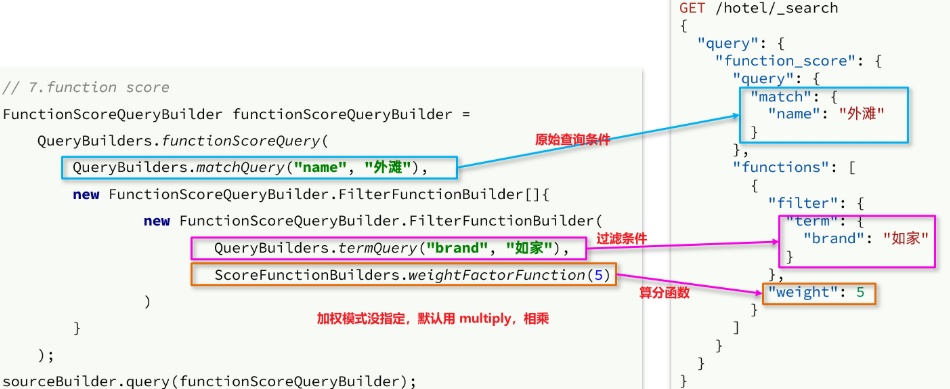 // 7.function score
FunctionScoreQueryBuilder functionScoreQueryBuilder =
QueryBuilders.functionScoreQuery(
QueryBuilders.matchQuery("name", "外滩"),
new FunctionScoreQueryBuilder.FilterFunctionBuilder[]{
new FunctionScoreQueryBuilder.FilterFunctionBuilder(
QueryBuilders.termQuery("brand", "如家"),
ScoreFunctionBuilders.weightFactorFunction(5)
)
}
);
sourceBuilder.query(functionScoreQueryBuilder);
原始查询条件
过滤条件
算分函数
加权模式没指定，默认用 multiply，相乘
GET /hotel/_search
{
"query": {
"function_score": {
"query": {
"match": {
"name": "外滩"
}
},
"functions": [
{
"filter": {
"term": {
"brand": "如家"
}
},
"weight": 5
}
]
}
}
}